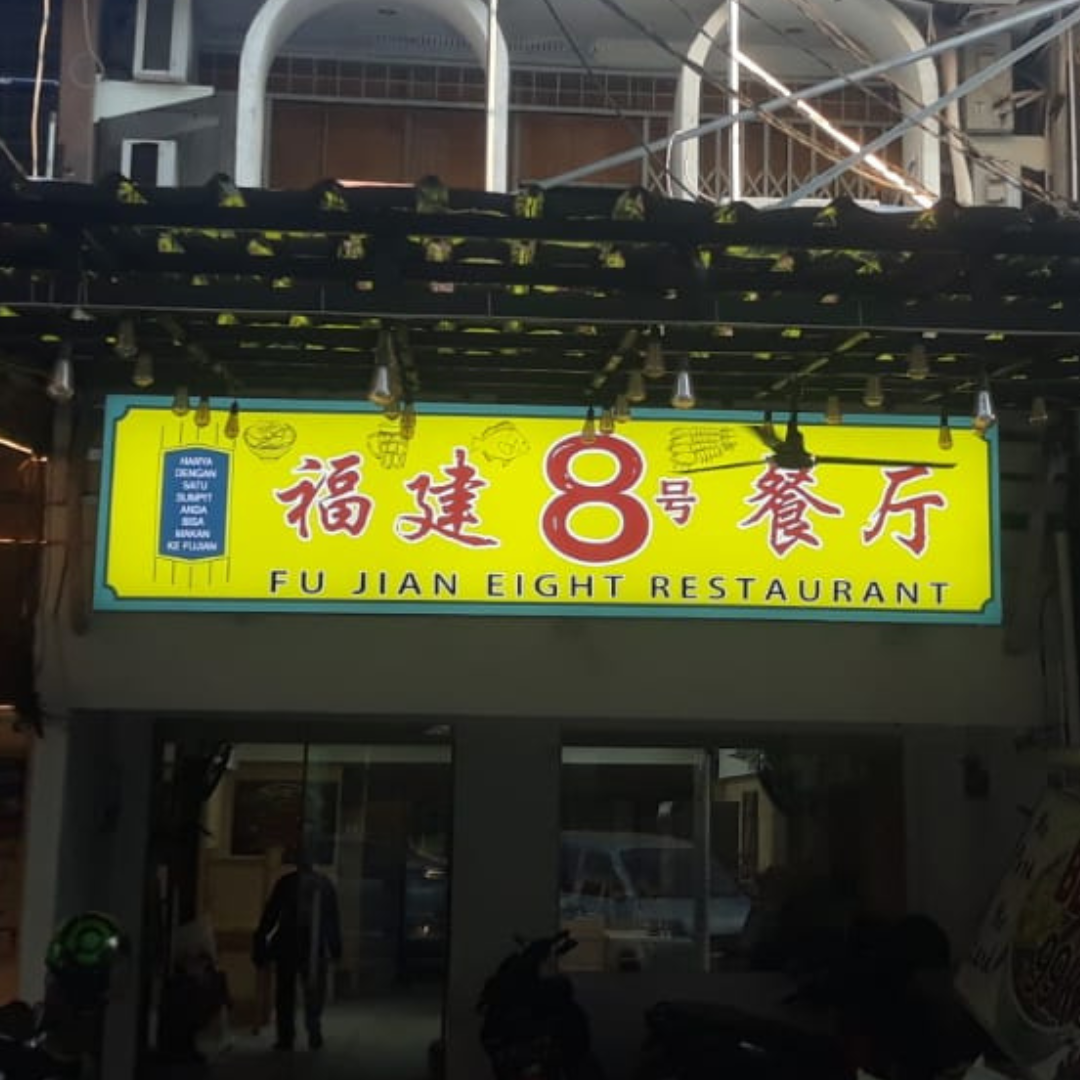 HANYA
DENGAN
SATU
SUMPIT
ANDA
BISA
MAKAN
KE FUJIAN
福建8号餐厅
FU JIAN EIGHT RESTAURANT